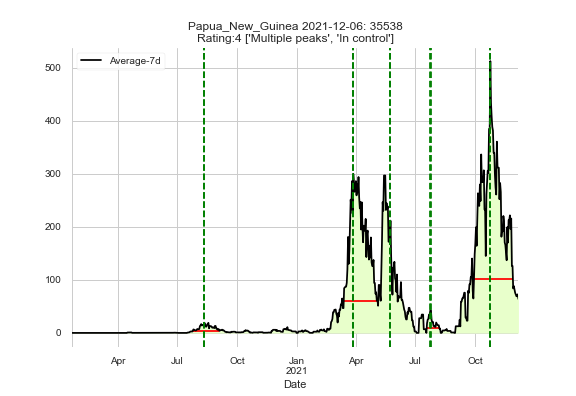 Papua_New_Guinea 2021-12-06: 35538
Rating:4 ['Multiple peaks', 'In control']
Average-7d
500
400
300
200
100
0
Apr Jul Oct Jan Apr Jul Oct
2021
Date